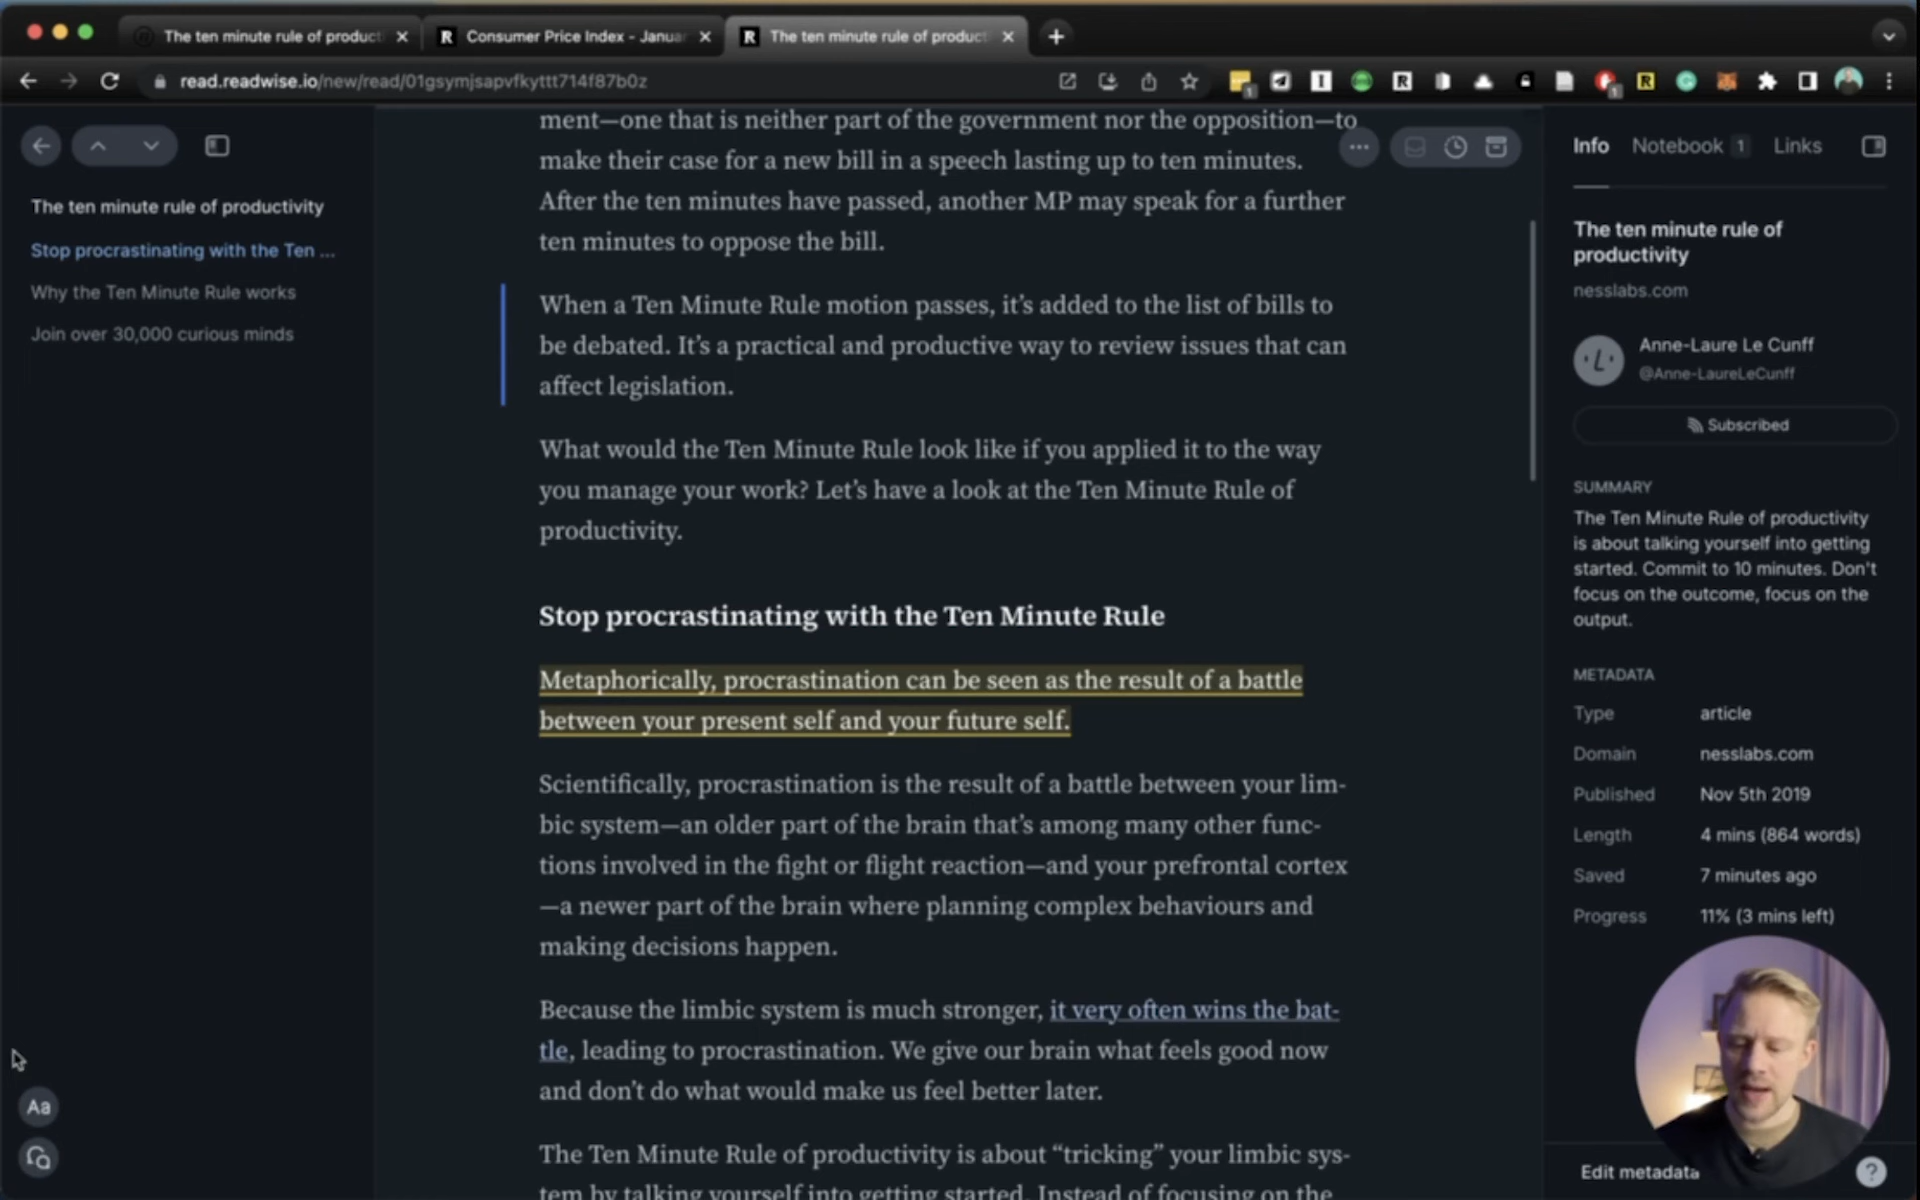 The ten minute rule of product
Consumer Price Index - Janua
The ten minute rule of product
read.readwise.io/new/read/01gsymjsapvfkyttt714f87b0z
The ten minute rule of productivity
Stop procrastinating with the Ten ...
Why the Ten Minute Rule works
Join over 30,000 curious minds
Aa
ment—one that is neither part of the government nor the opposition—to
make their case for a new bill in a speech lasting up to ten minutes.
After the ten minutes have passed, another MP may speak for a further
ten minutes to oppose the bill.
When a Ten Minute Rule motion passes, it’s added to the list of bills to
be debated. It’s a practical and productive way to review issues that can
affect legislation.
What would the Ten Minute Rule look like if you applied it to the way
you manage your work? Let’s have a look at the Ten Minute Rule of
productivity.
Stop procrastinating with the Ten Minute Rule
Metaphorically, procrastination can be seen as the result of a battle
between your present self and your future self.
Scientifically, procrastination is the result of a battle between your lim-
bic system—an older part of the brain that’s among many other func-
tions involved in the fight or flight reaction—and your prefrontal cortex
—a newer part of the brain where planning complex behaviours and
making decisions happen.
Because the limbic system is much stronger, it very often wins the bat-
tle, leading to procrastination. We give our brain what feels good now
and don’t do what would make us feel better later.
The Ten Minute Rule of productivity is about “tricking” your limbic sys-
tem by talking yourself into getting started. Instead of focusing on the
Info Notebook 1 Links
The ten minute rule of
productivity
nesslabs.com
Anne-Laure Le Cunff
@Anne-LaureLeCunff
Subscribed
SUMMARY
The Ten Minute Rule of productivity
is about talking yourself into getting
started. Commit to 10 minutes. Don't
focus on the outcome, focus on the
output.
METADATA
Type article
Domain nesslabs.com
Published Nov 5th 2019
Length 4 mins (864 words)
Saved 7 minutes ago
Progress 11% (3 mins left)
Edit metadata
?